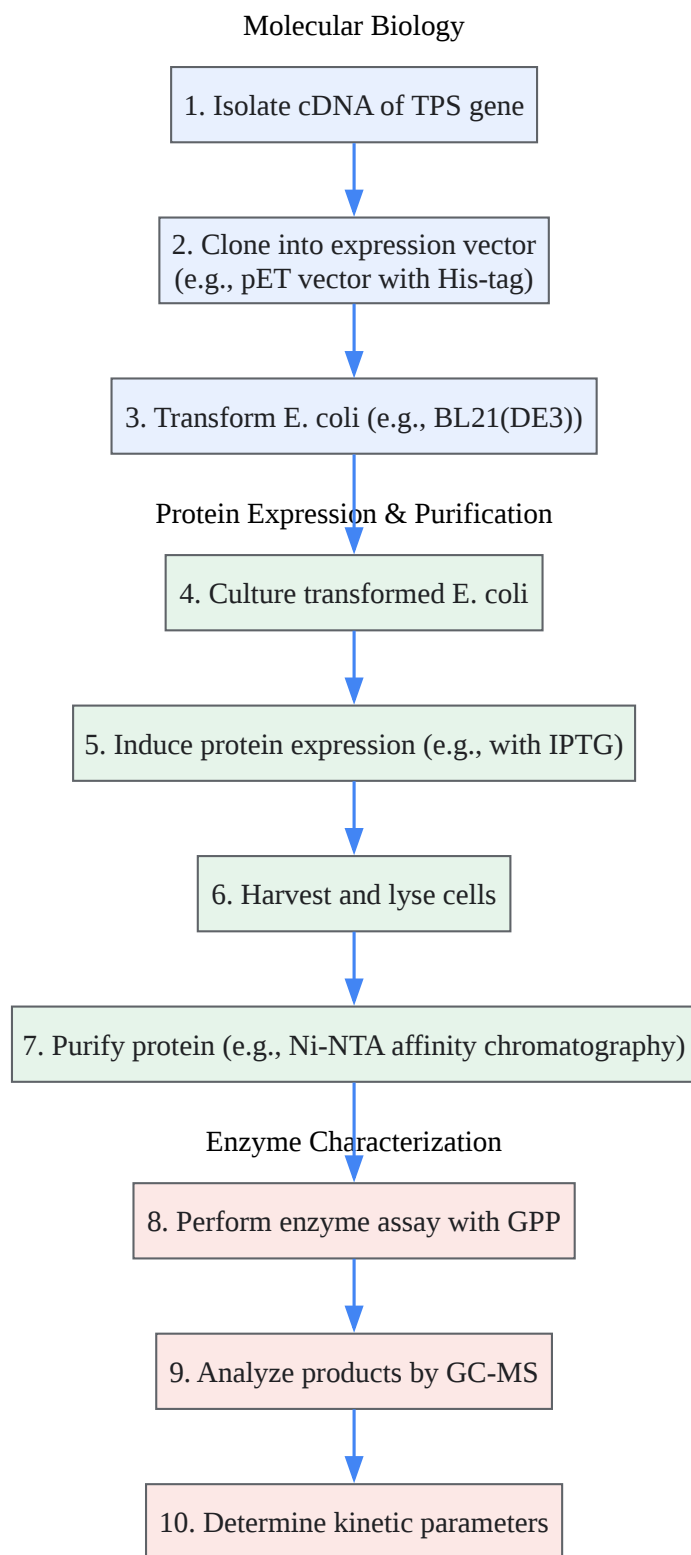 Molecular Biology
1. Isolate cDNA of TPS gene
2. Clone into expression vector
(e.g., pET vector with His-tag)
3. Transform E. coli (e.g., BL21(DE3))
Protein Expression & Purification
4. Culture transformed E. coli
5. Induce protein expression (e.g., with IPTG)
6. Harvest and lyse cells
7. Purify protein (e.g., Ni-NTA affinity chromatography)
Enzyme Characterization
8. Perform enzyme assay with GPP
9. Analyze products by GC-MS
10. Determine kinetic parameters